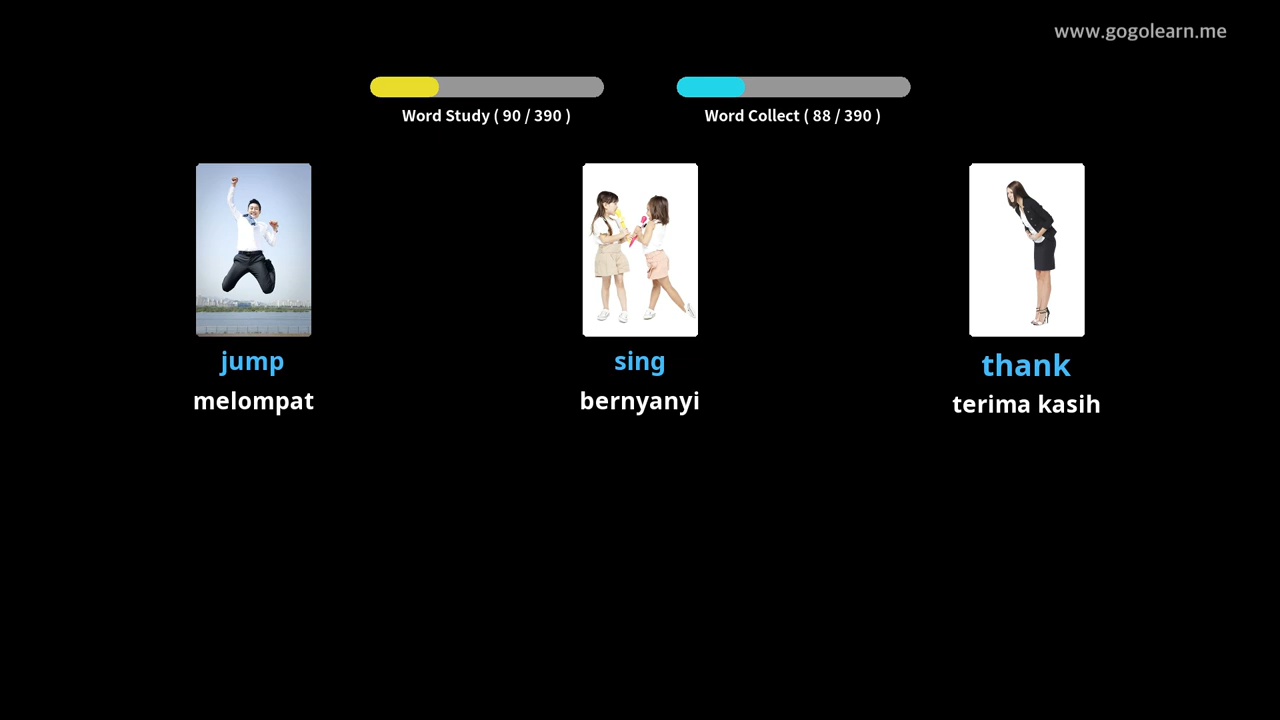 www.gogolearn.me
Word Study ( 90 / 390 )
Word Collect ( 88 / 390 )
jump
melompat
sing
bernyanyi
thank
terima kasih